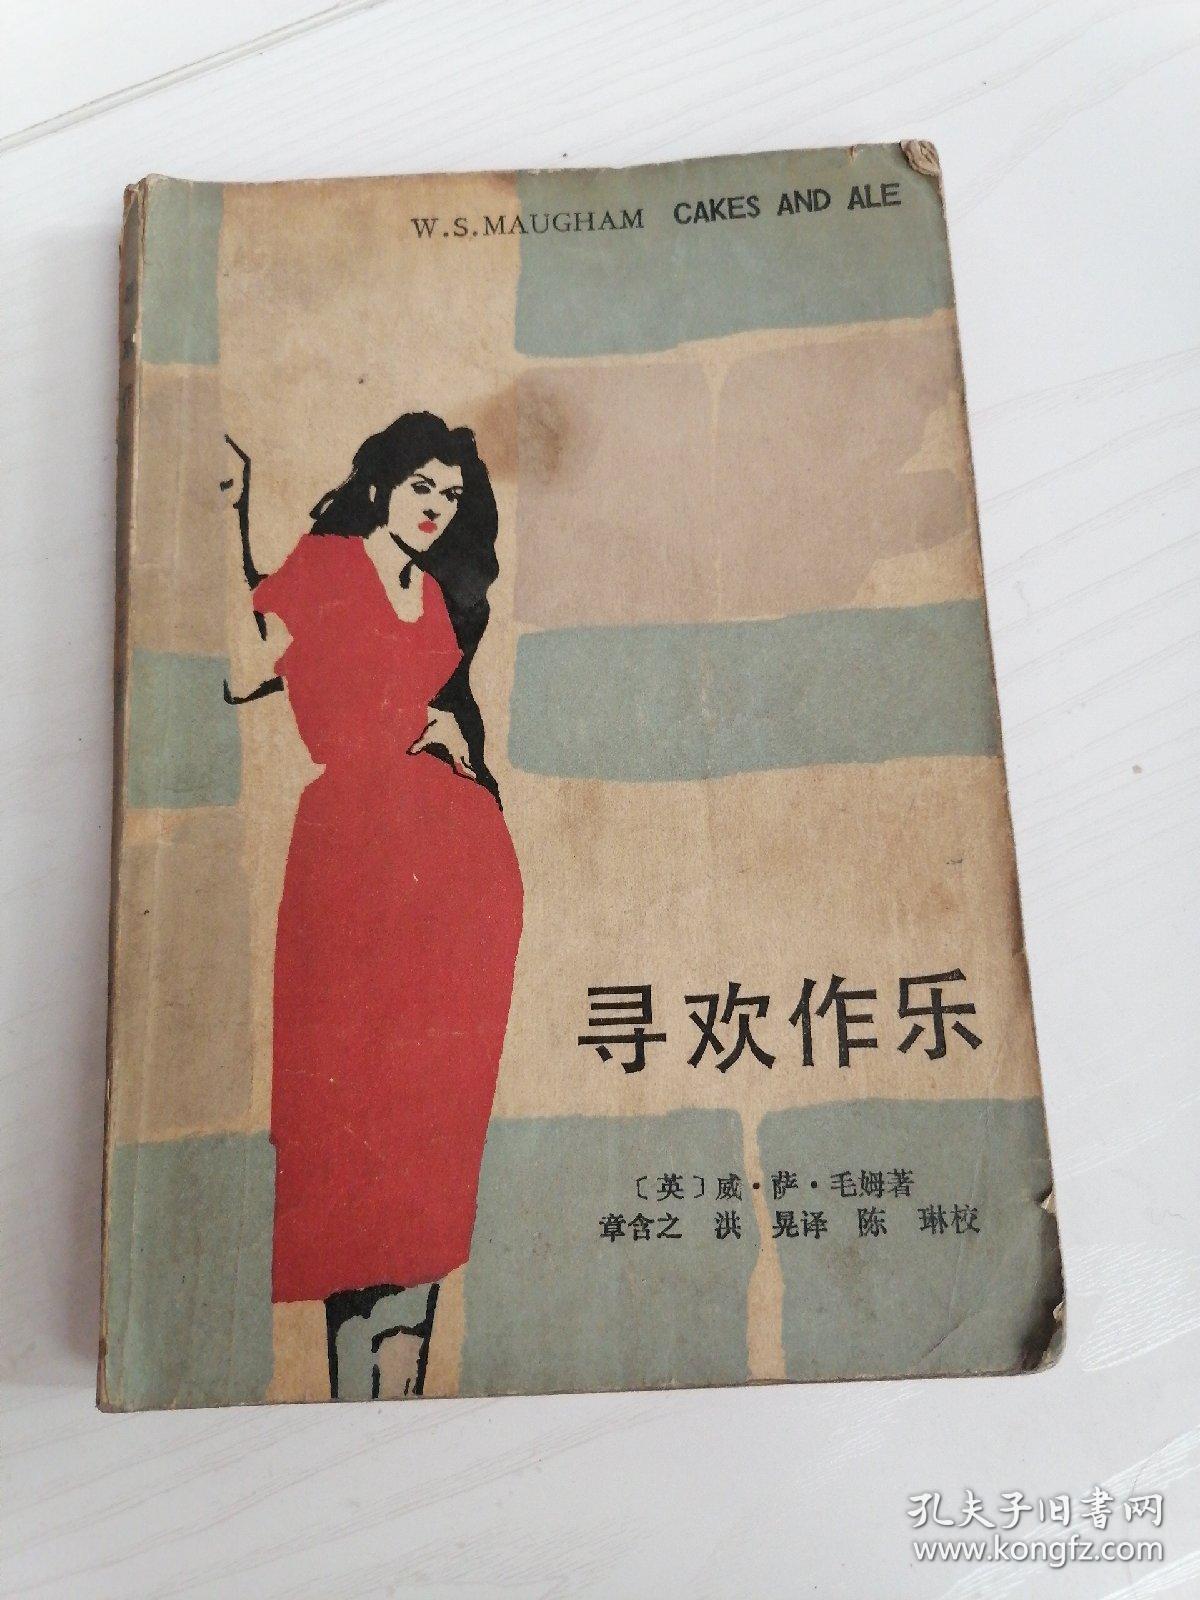 W.S.MAUGHAM CAKES AND ALE
寻欢作乐
〔英〕威·萨·毛姆著
章含之 洪 晃译 陈 琳校
孔夫子旧书网
www.kongfz.com